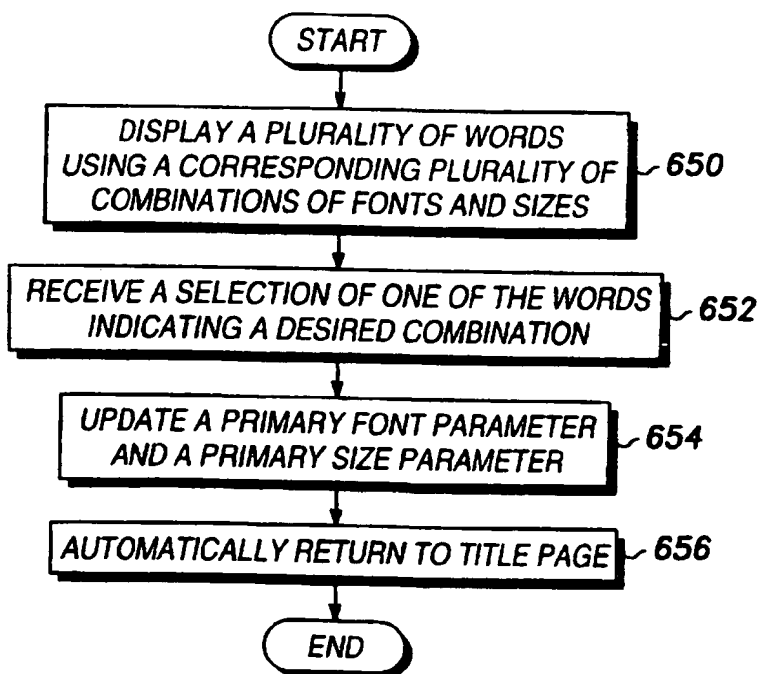 START
DISPLAY A PLURALITY OF WORDS
USING A CORRESPONDING PLURALITY OF
COMBINATIONS OF FONTS AND SIZES
650
RECEIVE A SELECTION OF ONE OF THE WORDS
INDICATING A DESIRED COMBINATION
652
UPDATE A PRIMARY FONT PARAMETER
AND A PRIMARY SIZE PARAMETER
654
AUTOMATICALLY RETURN TO TITLE PAGE
656
END